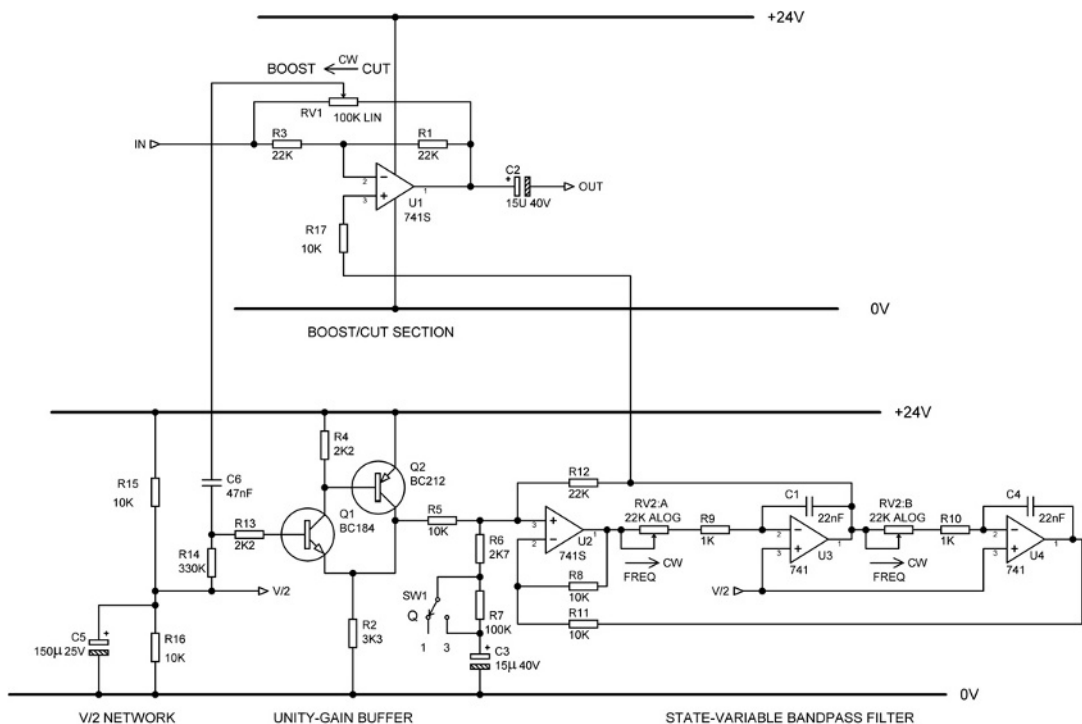 +24V
BOOST CW CUT
RV1 100K LIN
IN
R3
22K
R1
22K
2
3
1
U1
741S
C2
+
15U 40V
OUT
R17
10K
0V
BOOST/CUT SECTION
+24V
R4
2K2
Q2
BC212
R15
10K
C6
47nF
R13
2K2
Q1
BC184
R14
330K
V/2
R5
10K
R6
2K7
R12
22K
3
2
1
U2
741S
RV2:A
22K ALOG
CW
FREQ
R9
1K
C1
22nF
2
3
1
U3
741
RV2:B
22K ALOG
CW
FREQ
R10
1K
C4
22nF
2
3
1
U4
741
V/2
R8
10K
R11
10K
SW1
Q
1 3
R7
100K
C3
+
15µ 40V
R2
3K3
C5
+
150µ 25V
R16
10K
0V
V/2 NETWORK
UNITY-GAIN BUFFER
STATE-VARIABLE BANDPASS FILTER